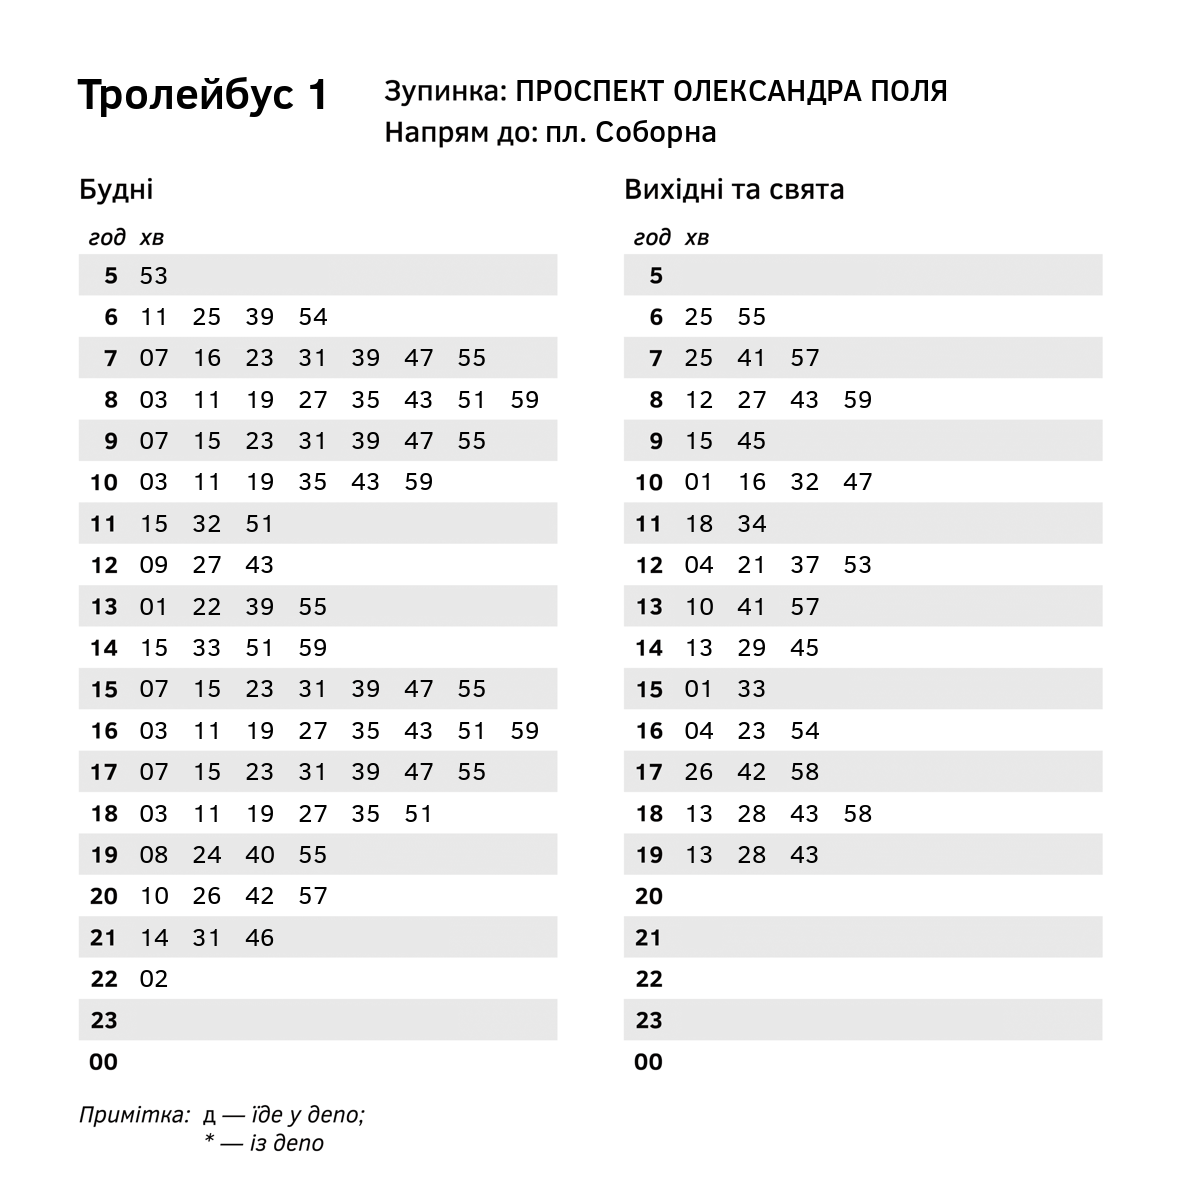 Тролейбус 1
Зупинка: ПРОСПЕКТ ОЛЕКСАНДРА ПОЛЯ
Напрям до: пл. Соборна
Будні
год хв
5 53
6 11 25 39 54
7 07 16 23 31 39 47 55
8 03 11 19 27 35 43 51 59
9 07 15 23 31 39 47 55
10 03 11 19 35 43 59
11 15 32 51
12 09 27 43
13 01 22 39 55
14 15 33 51 59
15 07 15 23 31 39 47 55
16 03 11 19 27 35 43 51 59
17 07 15 23 31 39 47 55
18 03 11 19 27 35 51
19 08 24 40 55
20 10 26 42 57
21 14 31 46
22 02
23
00
Вихідні та свята
год хв
5
6 25 55
7 25 41 57
8 12 27 43 59
9 15 45
10 01 16 32 47
11 18 34
12 04 21 37 53
13 10 41 57
14 13 29 45
15 01 33
16 04 23 54
17 26 42 58
18 13 28 43 58
19 13 28 43
20
21
22
23
00
Примітка: д — їде у депо;
* — із депо